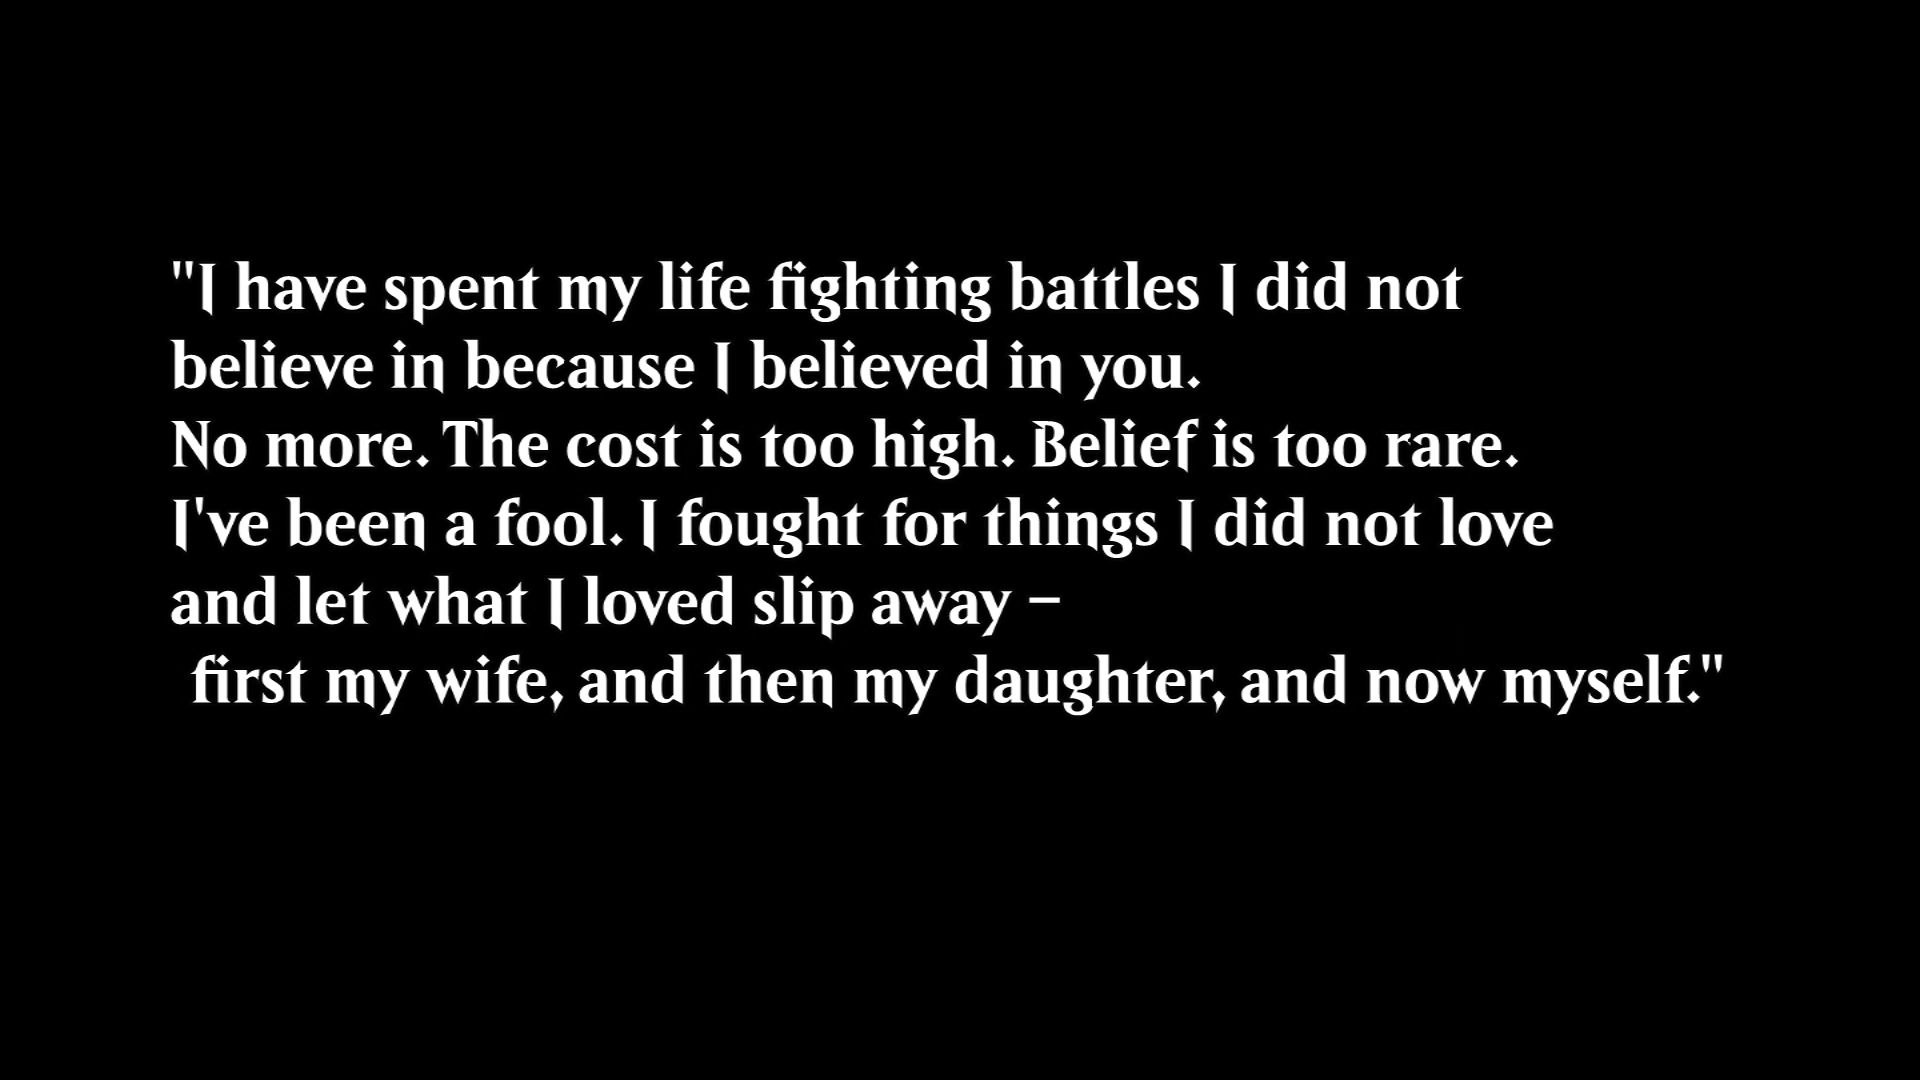 "I have spent my life fighting battles I did not
believe in because I believed in you.
No more. The cost is too high. Belief is too rare.
I've been a fool. I fought for things I did not love
and let what I loved slip away –
first my wife, and then my daughter, and now myself."